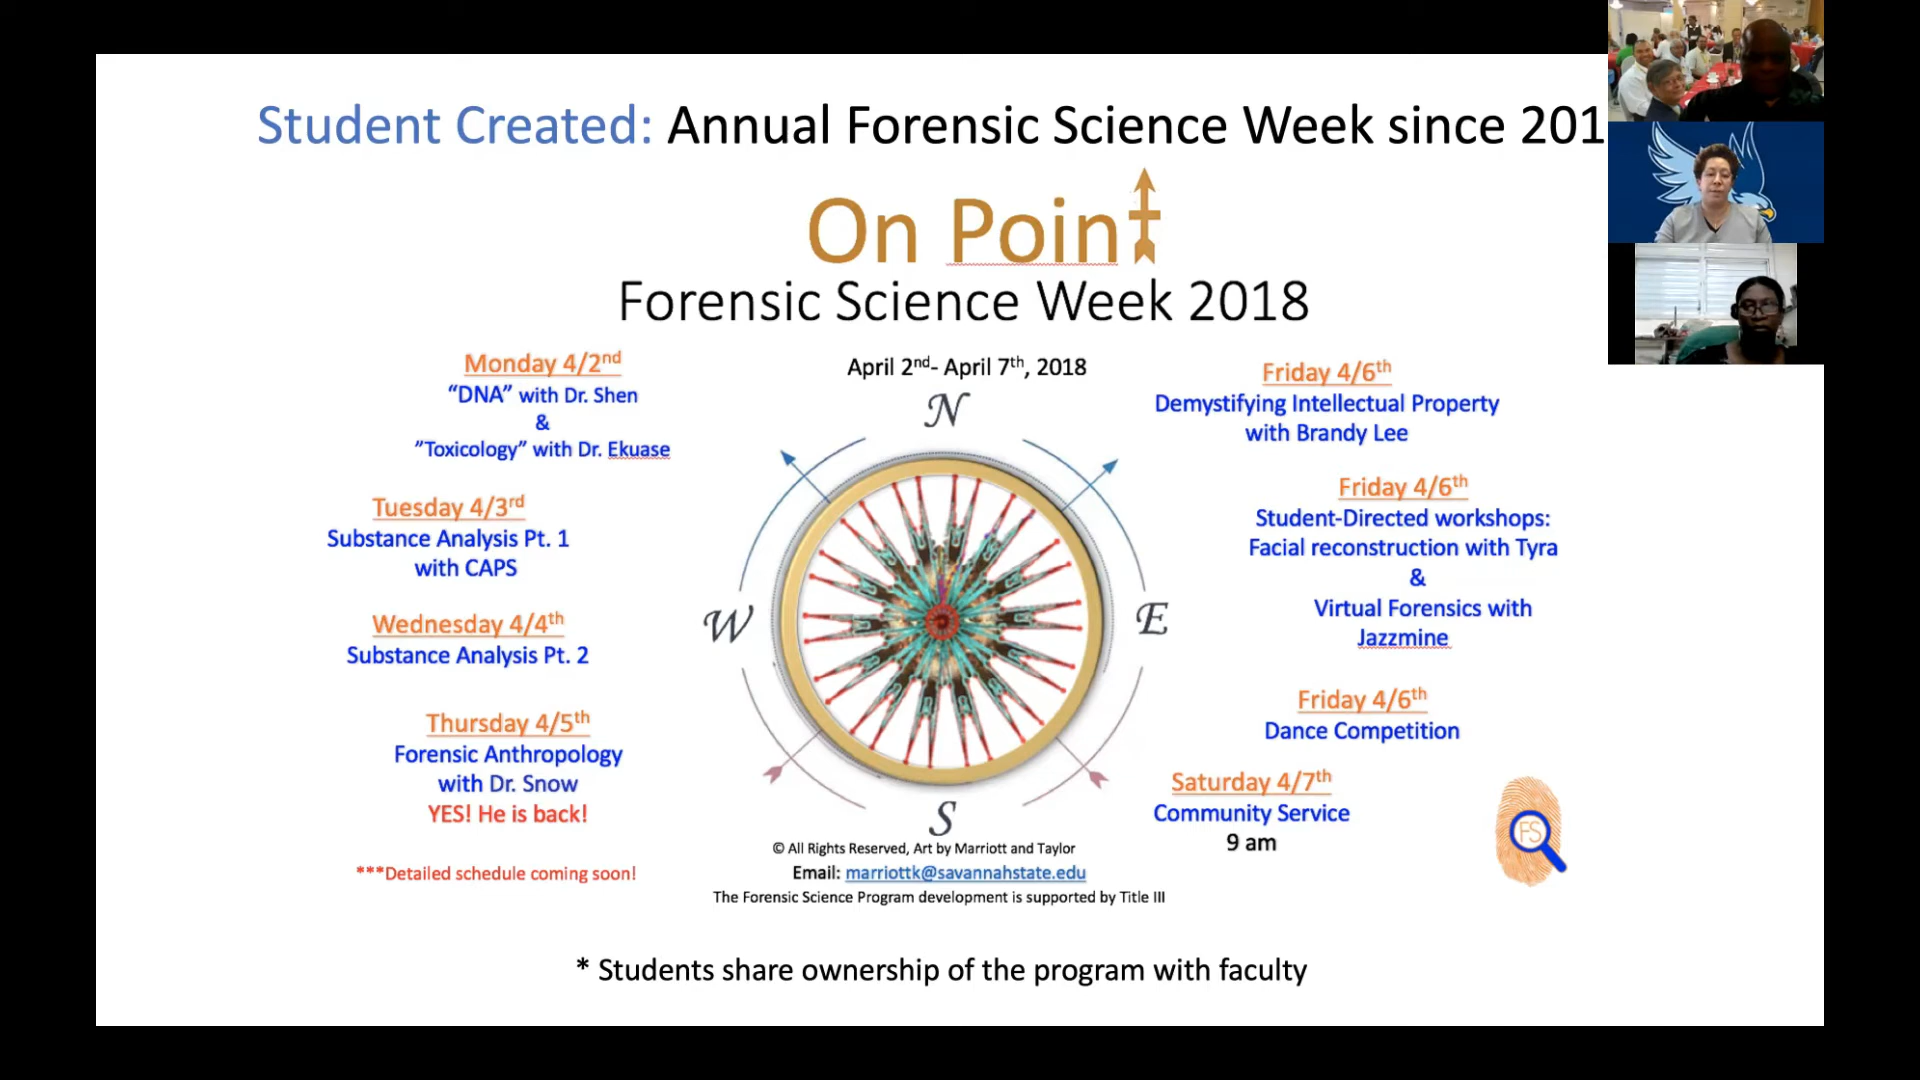 Student Created: Annual Forensic Science Week since 201
On Point
Forensic Science Week 2018
April 2nd- April 7th, 2018
Monday 4/2nd
“DNA” with Dr. Shen
&
”Toxicology” with Dr. Ekuase
Tuesday 4/3rd
Substance Analysis Pt. 1
with CAPS
Wednesday 4/4th
Substance Analysis Pt. 2
Thursday 4/5th
Forensic Anthropology
with Dr. Snow
YES! He is back!
***Detailed schedule coming soon!
N
W
E
S
© All Rights Reserved, Art by Marriott and Taylor
Email: marriottk@savannahstate.edu
The Forensic Science Program development is supported by Title III
Friday 4/6th
Demystifying Intellectual Property
with Brandy Lee
Friday 4/6th
Student-Directed workshops:
Facial reconstruction with Tyra
&
Virtual Forensics with
Jazzmine
Friday 4/6th
Dance Competition
Saturday 4/7th
Community Service
9 am
FS
* Students share ownership of the program with faculty